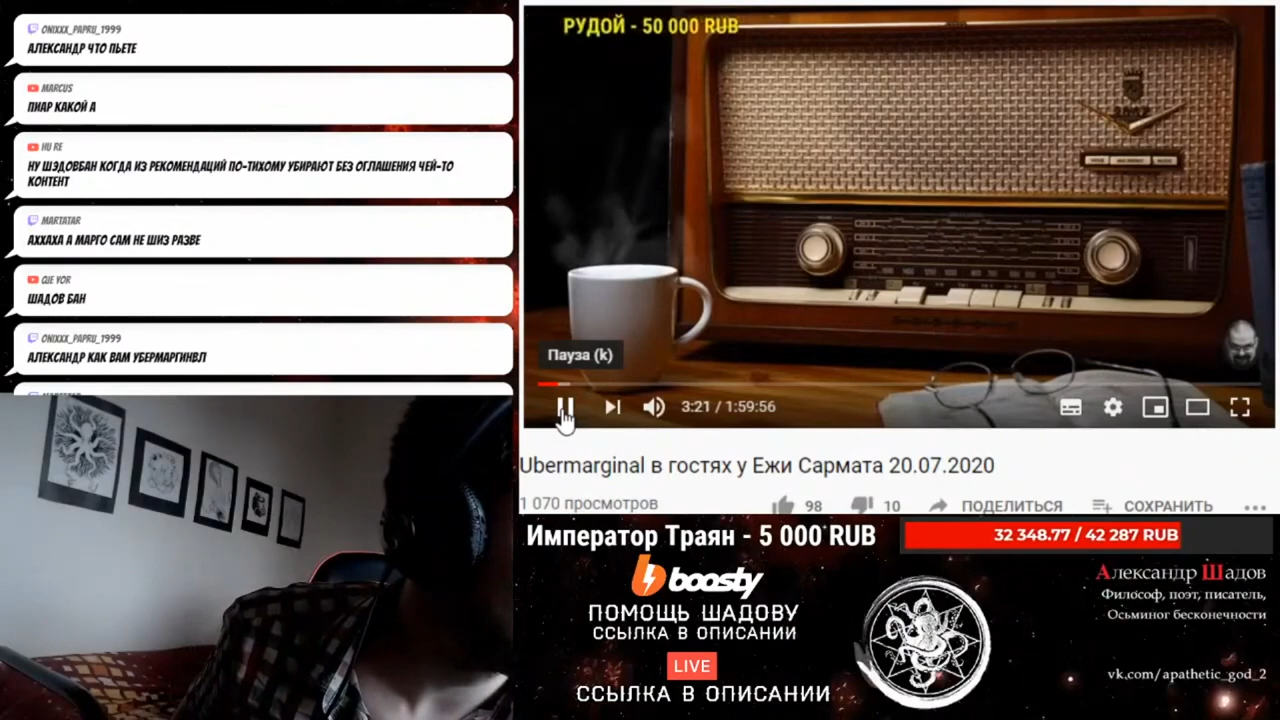 ONIXXX_PAPRU_1999
АЛЕКСАНДР ЧТО ПЬЕТЕ
MARCUS
ПИАР КАКОЙ А
HU RE
НУ ШЭДОВБАН КОГДА ИЗ РЕКОМЕНДАЦИЙ ПО-ТИХОМУ УБИРАЮТ БЕЗ ОГЛАШЕНИЯ ЧЕЙ-ТО
КОНТЕНТ
MARTATAR
АХХАХА А МАРГО САМ НЕ ШИЗ РАЗВЕ
QJE YOR
ШАДОВ БАН
ONIXXX_PAPRU_1999
АЛЕКСАНДР КАК ВАМ УБЕРМАРГИНВЛ
РУДОЙ - 50 000 RUB
Пауза (k)
3:21 / 1:59:56
Ubermarginal в гостях у Ежи Сармата 20.07.2020
1 070 просмотров
98
10
ПОДЕЛИТЬСЯ
СОХРАНИТЬ
Император Траян - 5 000 RUB
32 348.77 / 42 287 RUB
boosty
ПОМОЩЬ ШАДОВУ
ССЫЛКА В ОПИСАНИИ
LIVE
ССЫЛКА В ОПИСАНИИ
Александр Шадов
Философ, поэт, писатель,
Осьминог бесконечности
vk.com/apathetic_god_2